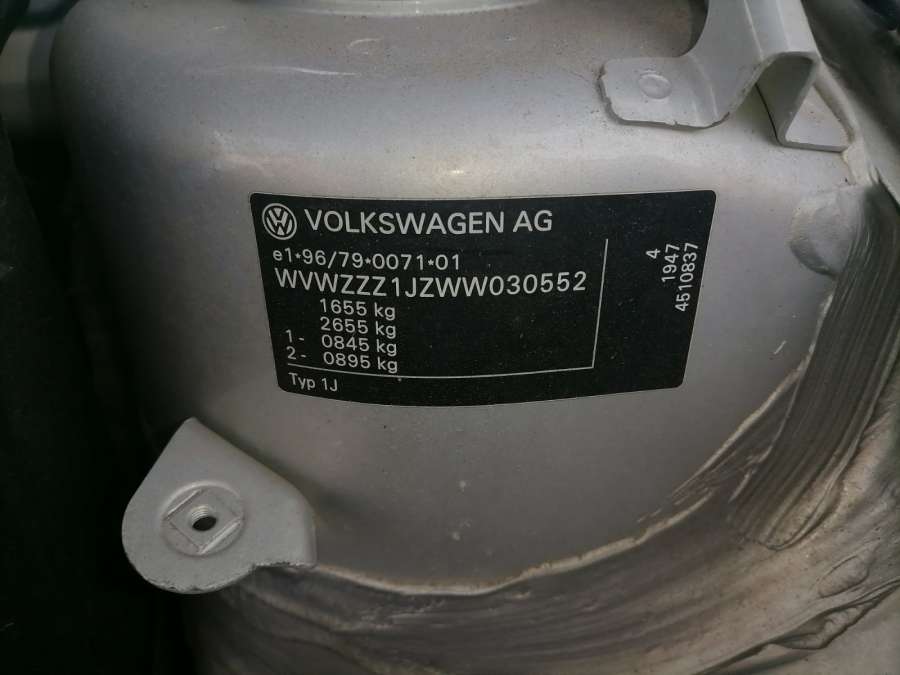 VOLKSWAGEN AG
e1*96/79*0071*01
WVWZZZ1JZWW030552
1655 kg
2655 kg
1- 0845 kg
2- 0895 kg
Typ 1J
4
1947
4510837